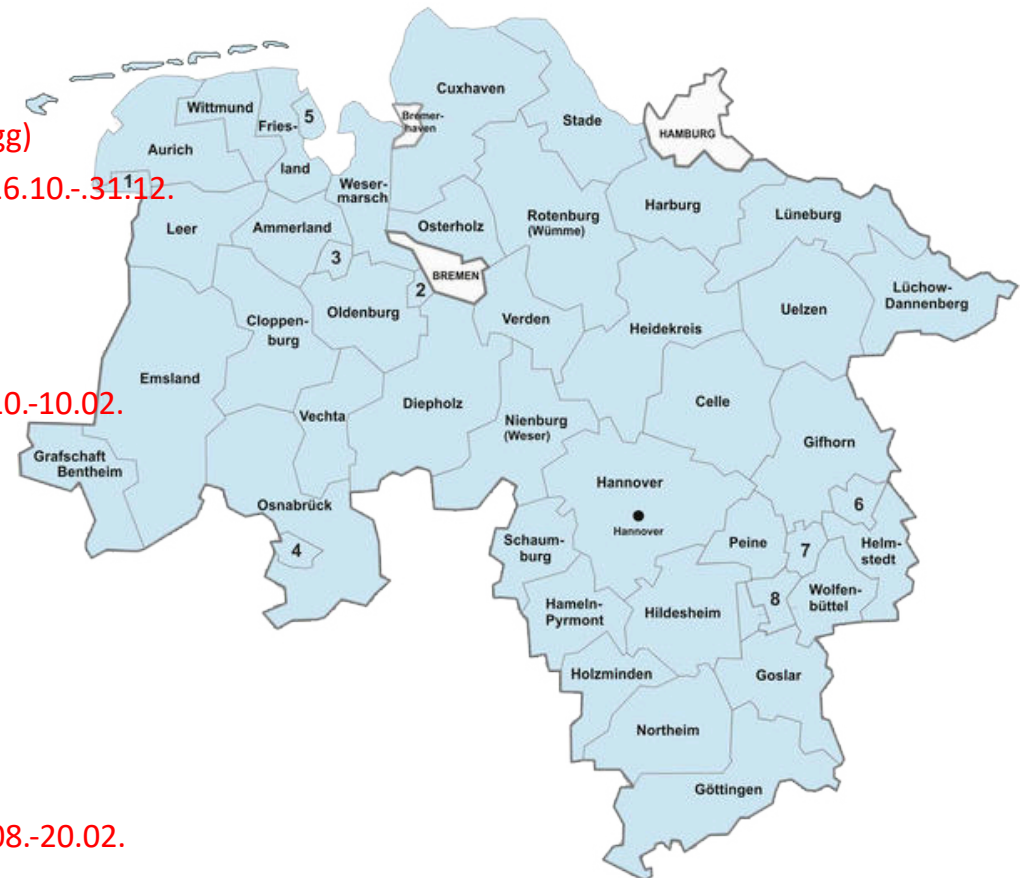 Cuxhaven
Wittmund
5
Bremer-
haven
Stade
Fries-
HAMBURG
gg)
Aurich
land
1
6.10.-.31.12.
Weser-
marsch
Harburg
Lüneburg
Rotenburg
(Wümme)
Leer
Ammerland
Osterholz
3
BREMEN
2
Lüchow-
Dannenberg
Oldenburg
Uelzen
Cloppen-
burg
Verden
Heidekreis
Emsland
10.-10.02.
Diepholz
Celle
Vechta
Nienburg
(Weser)
Gifhorn
Grafschaft
Bentheim
Hannover
Osnabrück
6
Hannover
Schaum-
burg
Peine
7
Helm-
stedt
4
Wolfen-
büttel
8
Hameln-
Pyrmont
Hildesheim
Holzminden
Goslar
Northeim
Göttingen
08.-20.02.